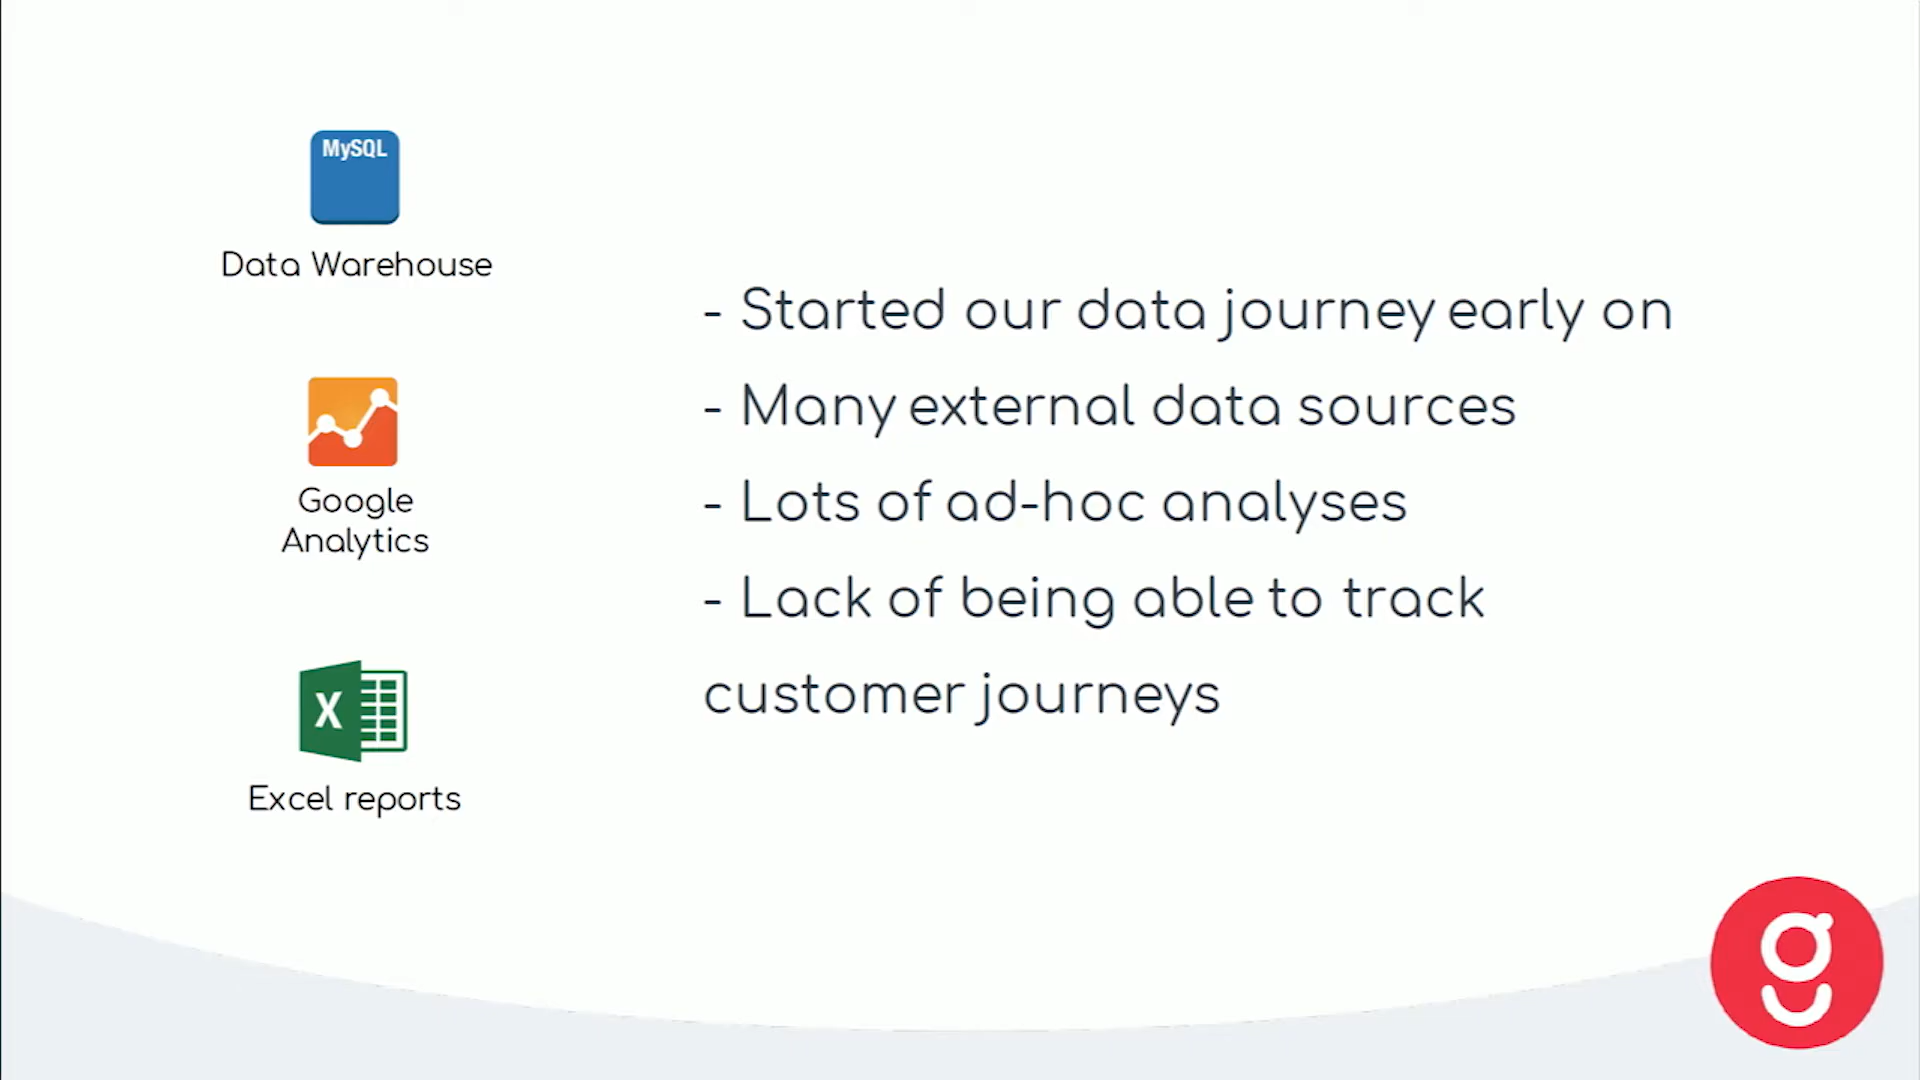 MySQL
Data Warehouse
Google
Analytics
X
Excel reports
- Started our data journey early on
- Many external data sources
- Lots of ad-hoc analyses
- Lack of being able to track
customer journeys
g